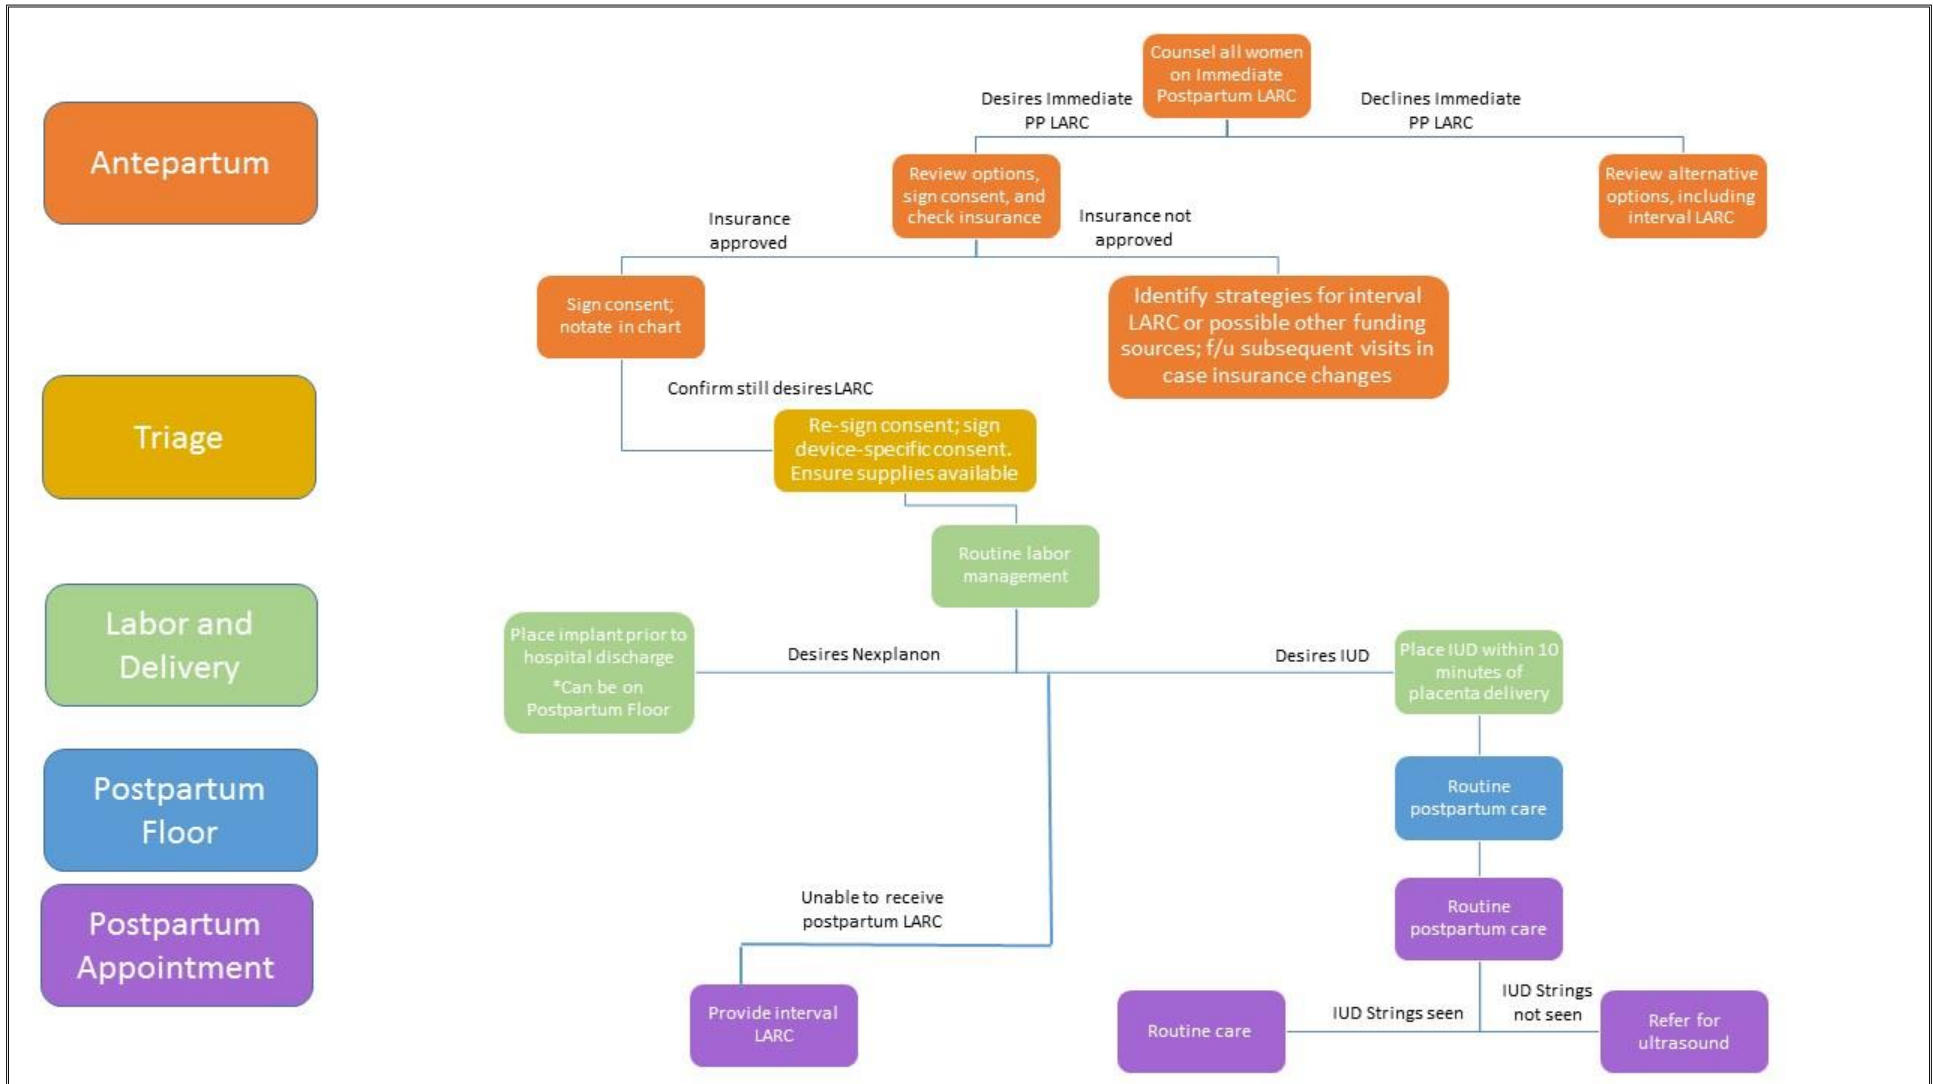 Counsel all women
on Immediate
Postpartum LARC
Desires Immediate
PP LARC
Declines Immediate
PP LARC
Antepartum
Review options,
sign consent, and
check insurance
Review alternative
options, including
interval LARC
Insurance
approved
Insurance not
approved
Sign consent;
notate in chart
Identify strategies for interval
LARC or possible other funding
sources; f/u subsequent visits in
case insurance changes
Confirm still desires LARC
Triage
Re-sign consent; sign
device-specific consent.
Ensure supplies available
Routine labor
management
Labor and
Delivery
Place implant prior to
hospital discharge
*Can be on
Postpartum Floor
Desires Nexplanon
Desires IUD
Place IUD within 10
minutes of
placenta delivery
Postpartum
Floor
Routine
postpartum care
Postpartum
Appointment
Unable to receive
postpartum LARC
Routine
postpartum care
Provide interval
LARC
Routine care
IUD Strings seen
IUD Strings
not seen
Refer for
ultrasound